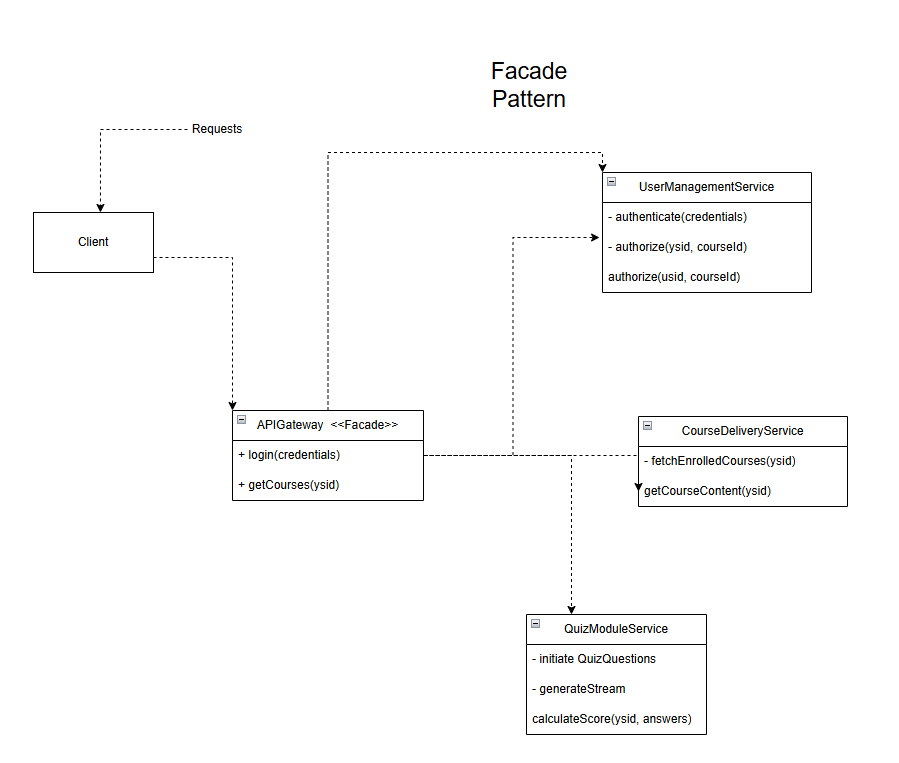 Facade
Pattern
Requests
Client
UserManagementService
- authenticate(credentials)
- authorize(ysid, courseId)
authorize(usid, courseId)
APIGateway <<Facade>>
+ login(credentials)
+ getCourses(ysid)
CourseDeliveryService
- fetchEnrolledCourses(ysid)
getCourseContent(ysid)
QuizModuleService
- initiate QuizQuestions
- generateStream
calculateScore(ysid, answers)